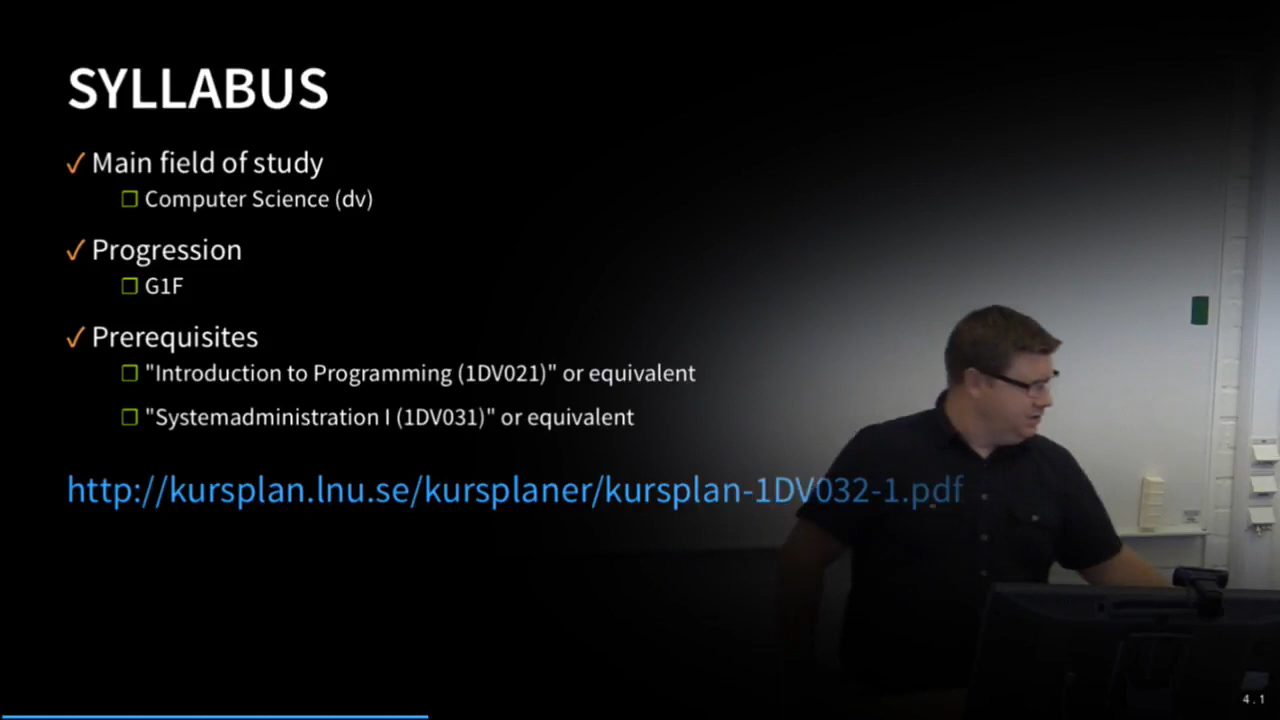 SYLLABUS
✓ Main field of study
❐ Computer Science (dv)
✓ Progression
❐ G1F
✓ Prerequisites
❐ "Introduction to Programming (1DV021)" or equivalent
❐ "Systemadministration I (1DV031)" or equivalent
http://kursplan.lnu.se/kursplaner/kursplan-1DV032-1.pdf
4.1